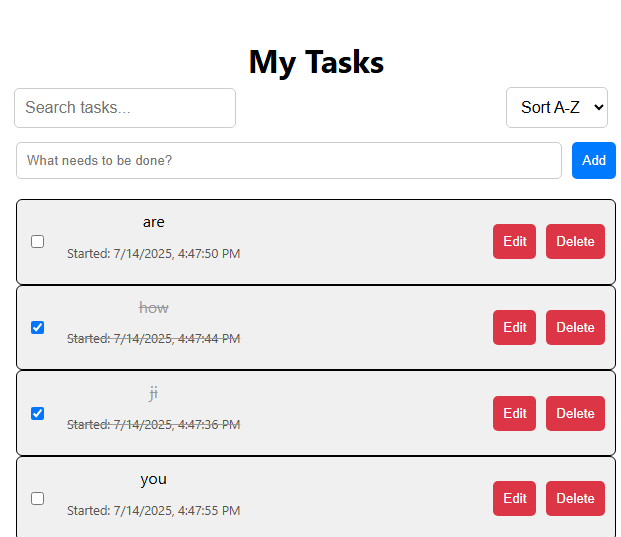 My Tasks
Search tasks... Sort A-Z
What needs to be done? Add
are
Started: 7/14/2025, 4:47:50 PM
Edit Delete
how
Started: 7/14/2025, 4:47:44 PM
Edit Delete
ji
Started: 7/14/2025, 4:47:36 PM
Edit Delete
you
Started: 7/14/2025, 4:47:55 PM
Edit Delete